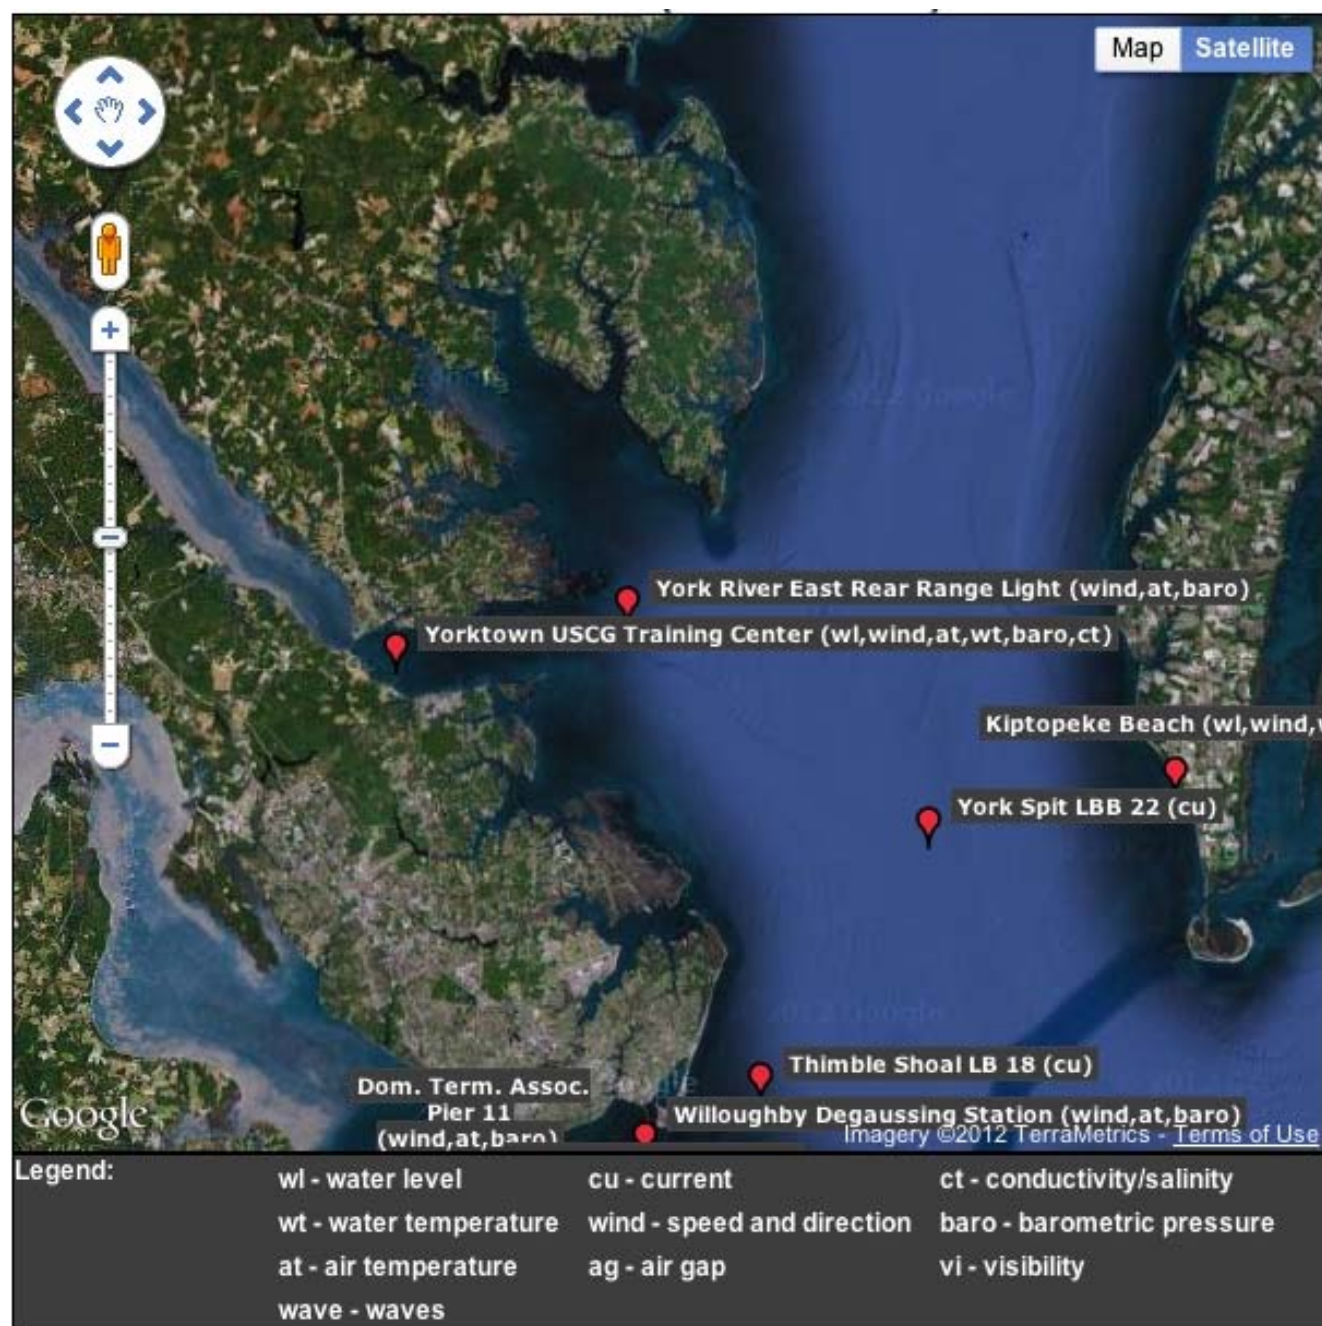 Map Satellite
York River East Rear Range Light (wind,at,baro)
Yorktown USCG Training Center (wl,wind,at,wt,baro,ct)
Kiptopeke Beach (wl,wind,
York Spit LBB 22 (cu)
Thimble Shoal LB 18 (cu)
Dom. Term. Assoc.
Pier 11
(wind,at,baro)
Willoughby Degaussing Station (wind,at,baro)
Google
Imagery ©2012 TerraMetrics - Terms of Use
Legend:
wl - water level cu - current ct - conductivity/salinity
wt - water temperature wind - speed and direction baro - barometric pressure
at - air temperature ag - air gap vi - visibility
wave - waves